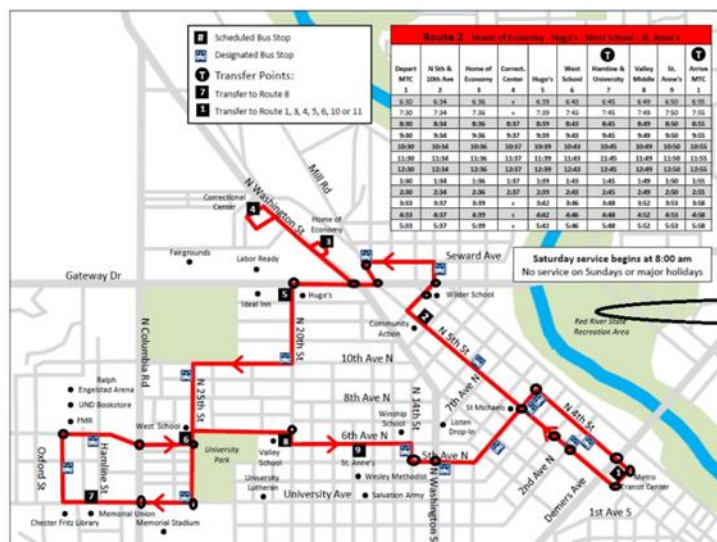 # Scheduled Bus Stop
Designated Bus Stop
T Transfer Points:
7 Transfer to Route 8
1 Transfer to Route 1, 3, 4, 5, 6, 10 or 11
Route 2 Home of Economy - Hugo's - West School - St. Anne's
T T
Depart MTC N 5th & 10th Ave Home of Economy Correct. Center Hugo's West School Hamline & University Valley Middle St. Anne's Arrive MTC
1 2 3 4 5 6 7 8 9 1
6:30 6:34 6:36 x 6:39 6:43 6:45 6:49 6:50 6:55
7:30 7:34 7:36 x 7:39 7:43 7:45 7:49 7:50 7:55
8:30 8:34 8:36 8:37 8:39 8:43 8:45 8:49 8:50 8:55
9:30 9:34 9:36 9:37 9:39 9:43 9:45 9:49 9:50 9:55
10:30 10:34 10:36 10:37 10:39 10:43 10:45 10:49 10:50 10:55
11:30 11:34 11:36 11:37 11:39 11:43 11:45 11:49 11:50 11:55
12:30 12:34 12:36 12:37 12:39 12:43 12:45 12:49 12:50 12:55
1:30 1:34 1:36 1:37 1:39 1:43 1:45 1:49 1:50 1:55
2:30 2:34 2:36 2:37 2:39 2:43 2:45 2:49 2:50 2:55
3:33 3:37 3:39 x 3:42 3:46 3:48 3:52 3:53 3:58
4:33 4:37 4:39 x 4:42 4:46 4:48 4:52 4:53 4:58
5:33 5:37 5:39 x 5:42 5:46 5:48 5:52 5:53 5:58
Saturday service begins at 8:00 am
No service on Sundays or major holidays
Mill Rd
N Washington St
Correctional
Center
4
Home of
Economy
3
Fairgrounds
Labor Ready
Seward Ave
Gateway Dr
Ideal Inn
5
Hugo's
Wilder School
2
Community
Action
Red River State
Recreation Area
N Columbia Rd
N 20th St
N 5th St
10th Ave N
7th Ave N
N 25th St
8th Ave N
N 14th St
N 4th St
Ralph
Engelstad Arena
UND Bookstore
FMR
West School
6
University
Park
Valley
School
8
6th Ave N
Winship
School
St Michaels
Listen
Drop-In
9
St. Anne's
5th Ave N
Oxford St
Hamline St
7
Memorial Union
Chester Fritz Library
Memorial Stadium
University
Lutheran
University Ave
Wesley Methodist
Salvation Army
N Washington St
2nd Ave N
Demers Ave
1
Metro
Transit Center
1st Ave S